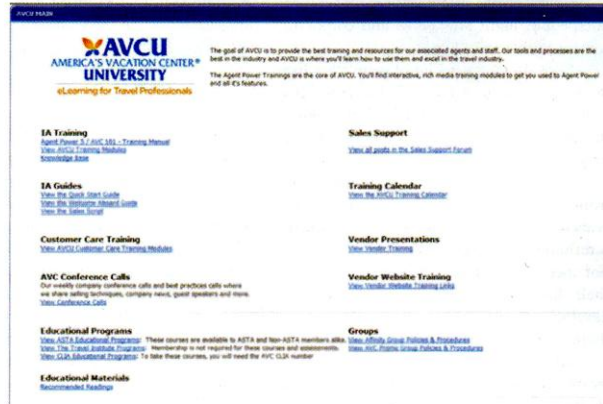 AVCU MAIN
AVCU
AMERICA'S VACATION CENTER®
UNIVERSITY
eLearning for Travel Professionals
The goal of AVCU is to provide the best training and resources for our associated agents and staff. Our tools and processes are the
best in the industry and AVCU is where you'll learn how to use them and excel in the travel industry.
The Agent Power Trainings are the core of AVCU. You'll find interactive, rich media training modules to get you used to Agent Power
and all it's features.
IA Training
Agent Power 5 / AVC 101 - Training Manual
View AVCU Training Modules
Knowledge Base
Sales Support
View all posts in the Sales Support Forum
IA Guides
View the Quick Start Guide
View the Welcome Aboard Guide
View the Sales Script
Training Calendar
View the AVCU Training Calendar
Customer Care Training
View AVCU Customer Care Training Modules
Vendor Presentations
View Vendor Training
AVC Conference Calls
Our weekly company conference calls and best practices calls where
we share selling techniques, company news, guest speakers and more.
View Conference Calls
Vendor Website Training
View Vendor Website Training Links
Educational Programs
View ASTA Educational Programs: These courses are available to ASTA and Non-ASTA members alike.
View The Travel Institute Programs: Membership is not required for these courses and assessments.
View CLIA Educational Programs: To take these courses, you will need the AVC CLIA number
Groups
View Affinity Group Policies & Procedures
View AVC Promo Group Policies & Procedures
Educational Materials
Recommended Readings